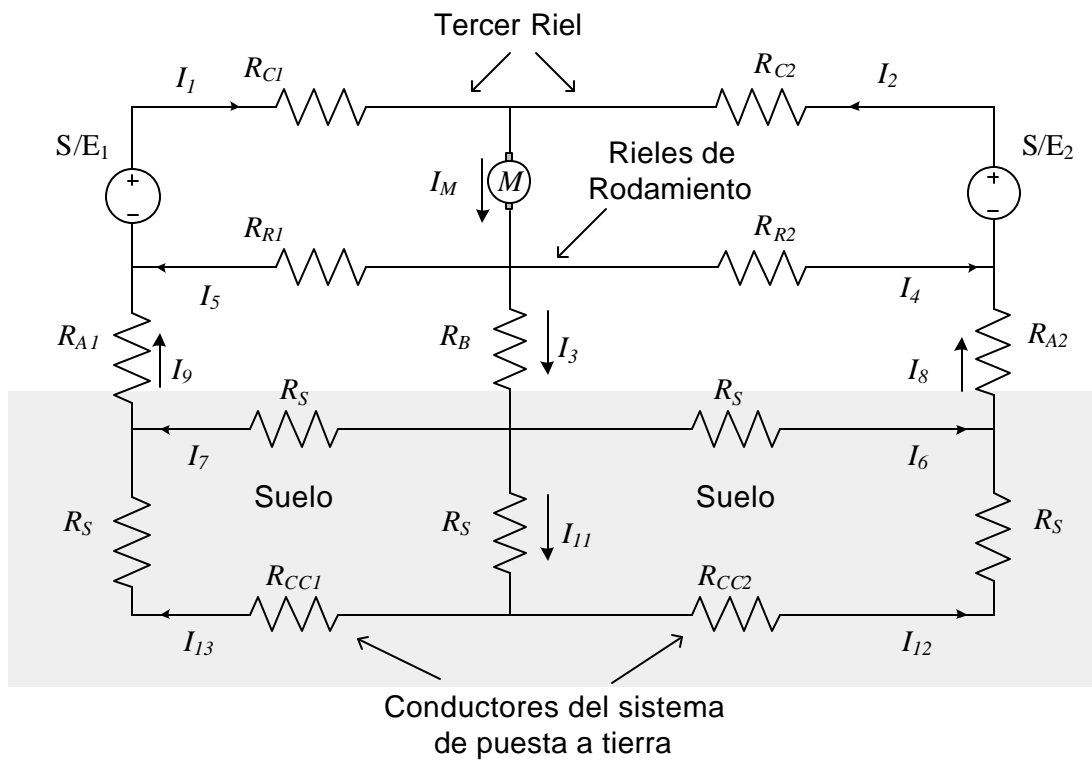 Tercer Riel
I1
RC1
RC2
I2
S/E1
+
−
IM
M
Rieles de
Rodamiento
S/E2
+
−
RR1
RR2
I5
I4
RA1
I9
RB
I3
I8
RA2
RS
RS
I7
I6
Suelo
Suelo
RS
RS
I11
RS
RCC1
RCC2
I13
I12
Conductores del sistema
de puesta a tierra